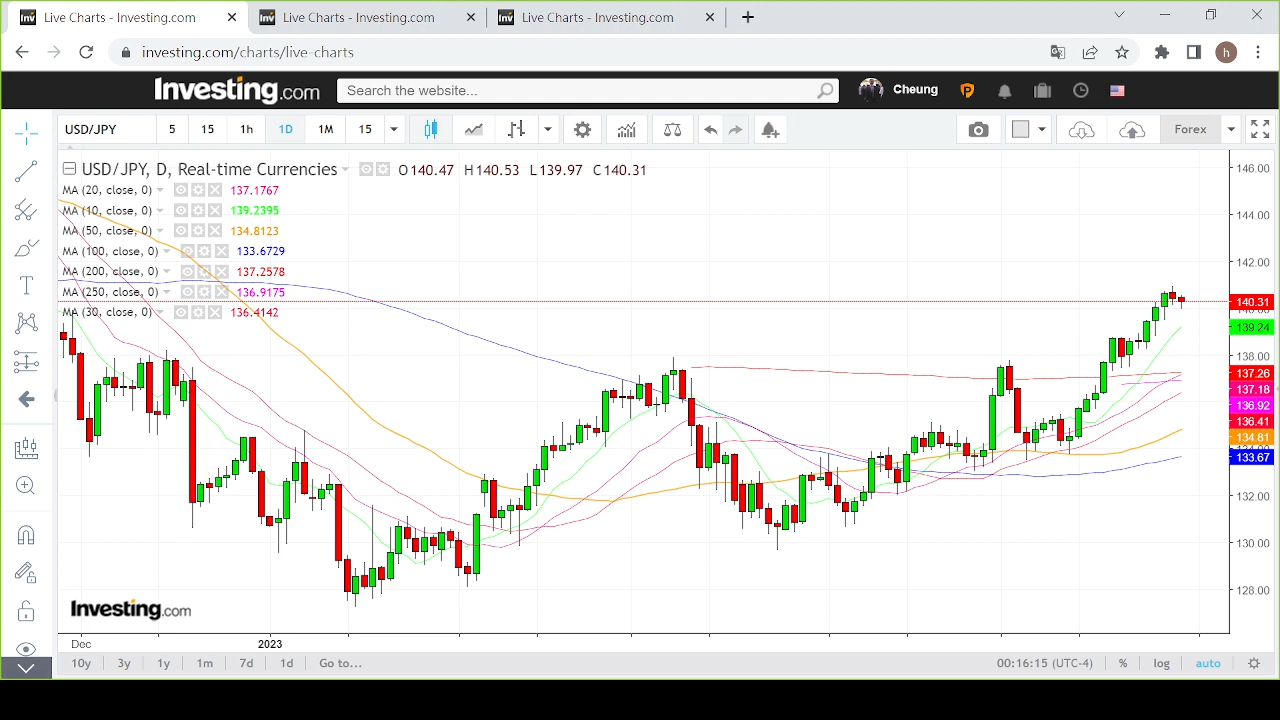 Live Charts - Investing.com
Live Charts - Investing.com
Live Charts - Investing.com
investing.com/charts/live-charts
h
Investing.com
Search the website...
Cheung
USD/JPY
5
15
1h
1D
1M
15
Forex
USD/JPY, D, Real-time Currencies
O 140.47 H 140.53 L 139.97 C 140.31
MA (20, close, 0) 137.1767
MA (10, close, 0) 139.2395
MA (50, close, 0) 134.8123
MA (100, close, 0) 133.6729
MA (200, close, 0) 137.2578
MA (250, close, 0) 136.9175
MA (30, close, 0) 136.4142
146.00
144.00
142.00
140.31
139.24
138.00
137.26
137.18
136.92
136.41
134.81
133.67
132.00
130.00
128.00
Investing.com
Dec
2023
10y
3y
1y
1m
7d
1d
Go to...
00:16:15 (UTC-4)
%
log
auto